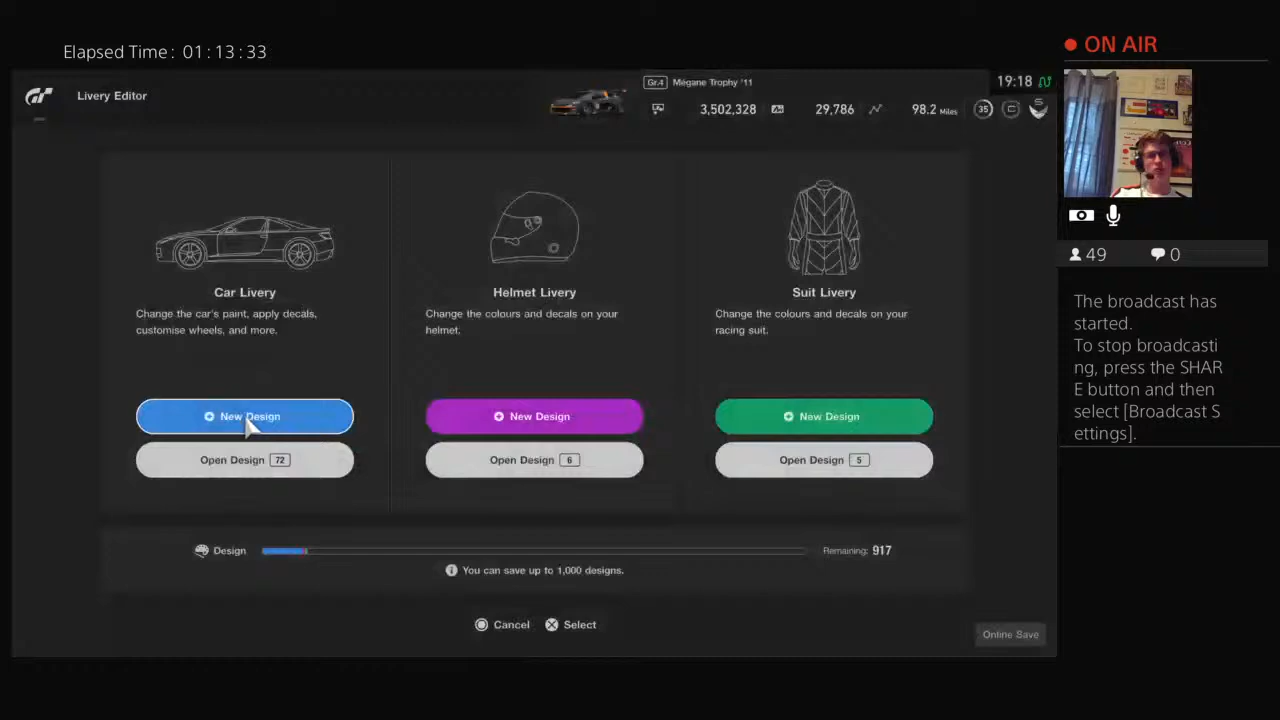 Elapsed Time: 01:13:33
ON AIR
Livery Editor
Gr.4 Mégane Trophy '11
3,502,328 29,786 98.2 Miles 35
19:18
49 0
Car Livery
Change the car's paint, apply decals,
customise wheels, and more.
New Design
Open Design 72
Helmet Livery
Change the colours and decals on your
helmet.
New Design
Open Design 6
Suit Livery
Change the colours and decals on your
racing suit.
New Design
Open Design 5
Design
Remaining: 917
You can save up to 1,000 designs.
Cancel Select
Online Save
The broadcast has
started.
To stop broadcasti
ng, press the SHAR
E button and then
select [Broadcast S
ettings].